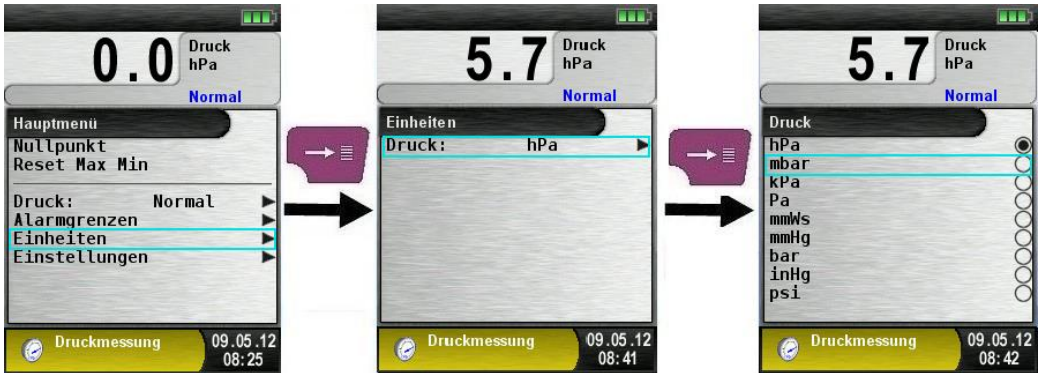 0.0
Druck
hPa
Normal
Hauptmenü
Nullpunkt
Reset Max Min
Druck: Normal
Alarmgrenzen
Einheiten
Einstellungen
Druckmessung
09.05.12
08:25
5.7
Druck
hPa
Normal
Einheiten
Druck: hPa
Druckmessung
09.05.12
08:41
5.7
Druck
hPa
Normal
Druck
hPa
mbar
kPa
Pa
mmWs
mmHg
bar
inHg
psi
Druckmessung
09.05.12
08:42